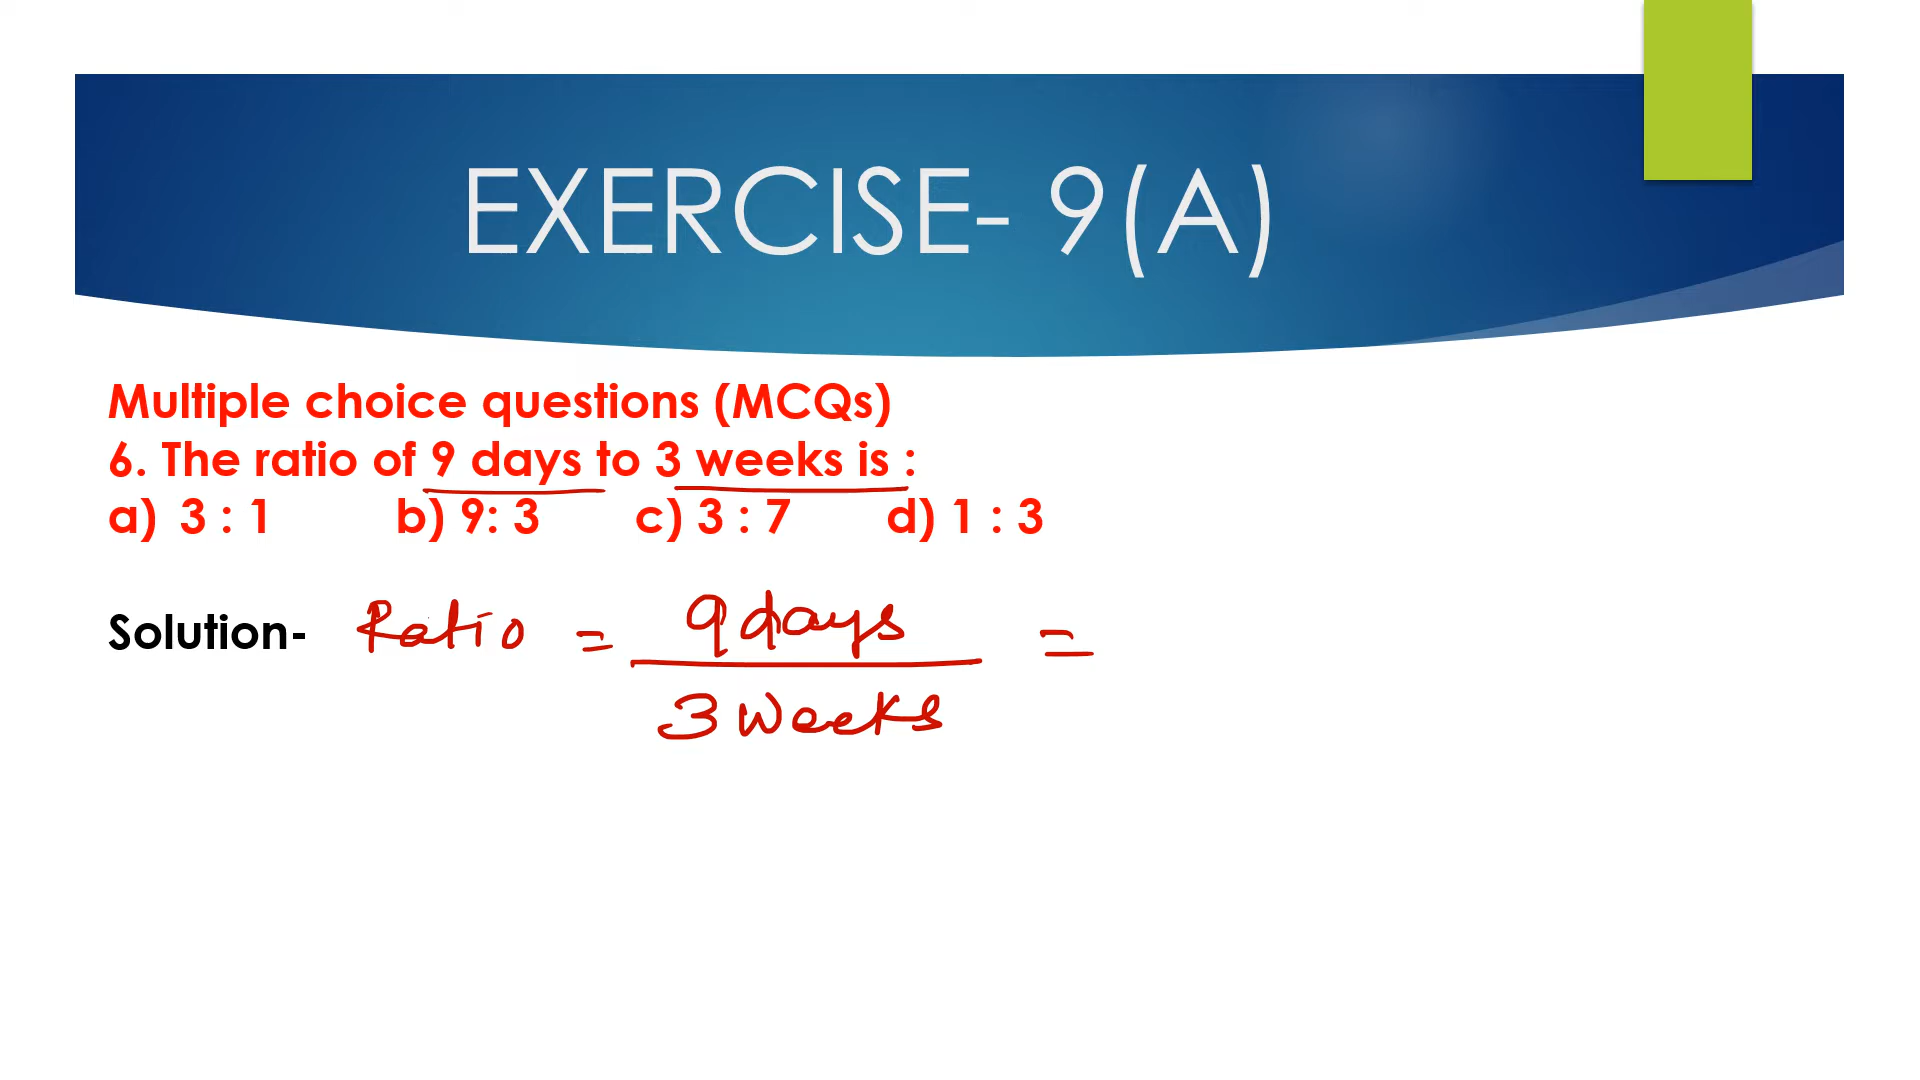 EXERCISE- 9(A)
Multiple choice questions (MCQs)
6. The ratio of 9 days to 3 weeks is :
a) 3 : 1 b) 9: 3 c) 3 : 7 d) 1 : 3
Solution- Ratio = 9 days =
3 weeks